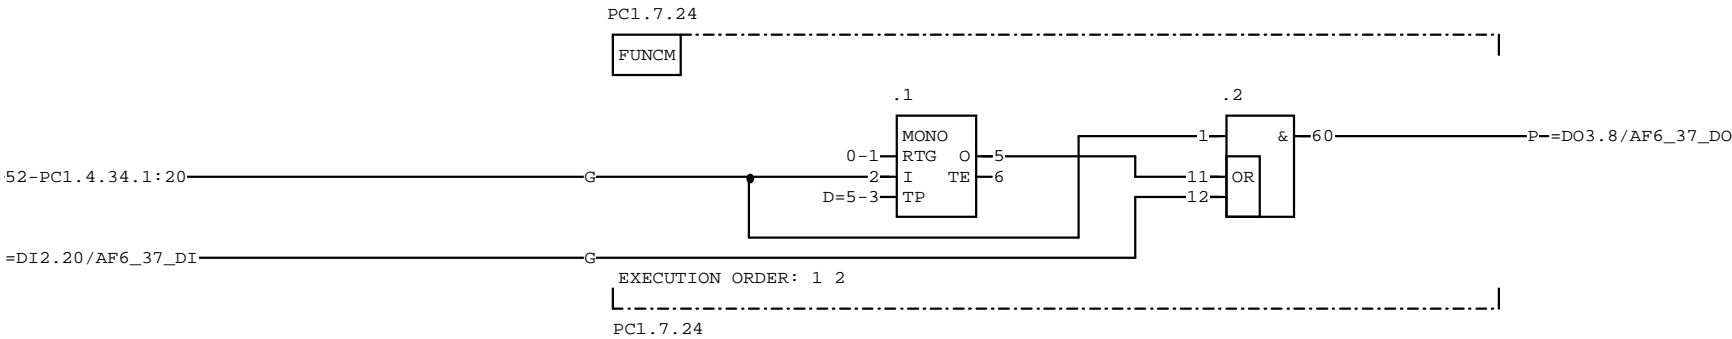 PC1.7.24
FUNCM
.1 .2
MONO & 60 P-=DO3.8/AF6_37_DO
1
0-1 RTG O 5
52-PC1.4.34.1:20 G 2 I TE 6 11 OR
D=5-3 TP 12
=DI2.20/AF6_37_DI G
EXECUTION ORDER: 1 2
PC1.7.24